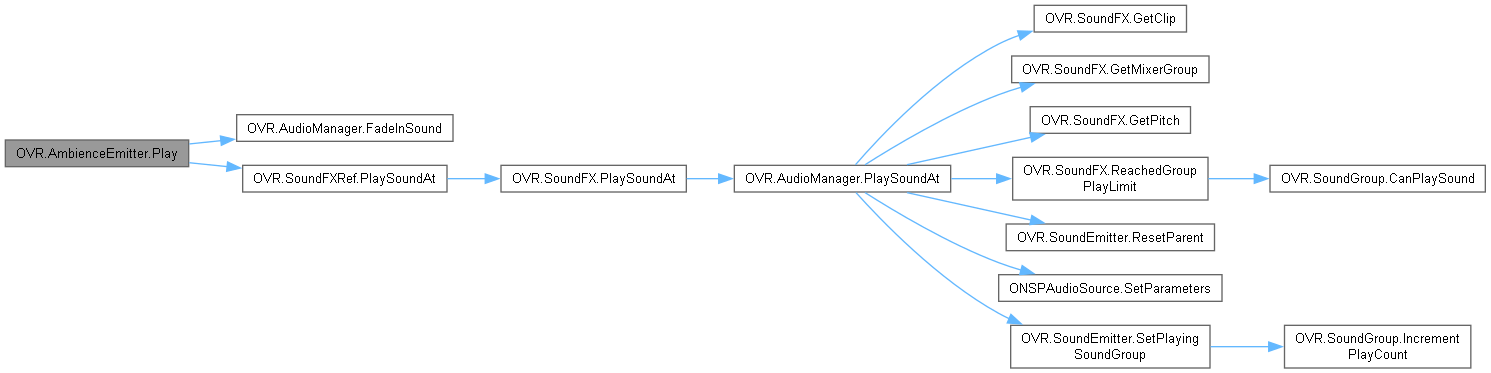 OVR.AmbienceEmitter.Play
OVR.AudioManager.FadeInSound
OVR.SoundFXRef.PlaySoundAt
OVR.SoundFX.PlaySoundAt
OVR.AudioManager.PlaySoundAt
OVR.SoundFX.GetClip
OVR.SoundFX.GetMixerGroup
OVR.SoundFX.GetPitch
OVR.SoundFX.ReachedGroup
PlayLimit
OVR.SoundGroup.CanPlaySound
OVR.SoundEmitter.ResetParent
ONSPAudioSource.SetParameters
OVR.SoundEmitter.SetPlaying
SoundGroup
OVR.SoundGroup.Increment
PlayCount